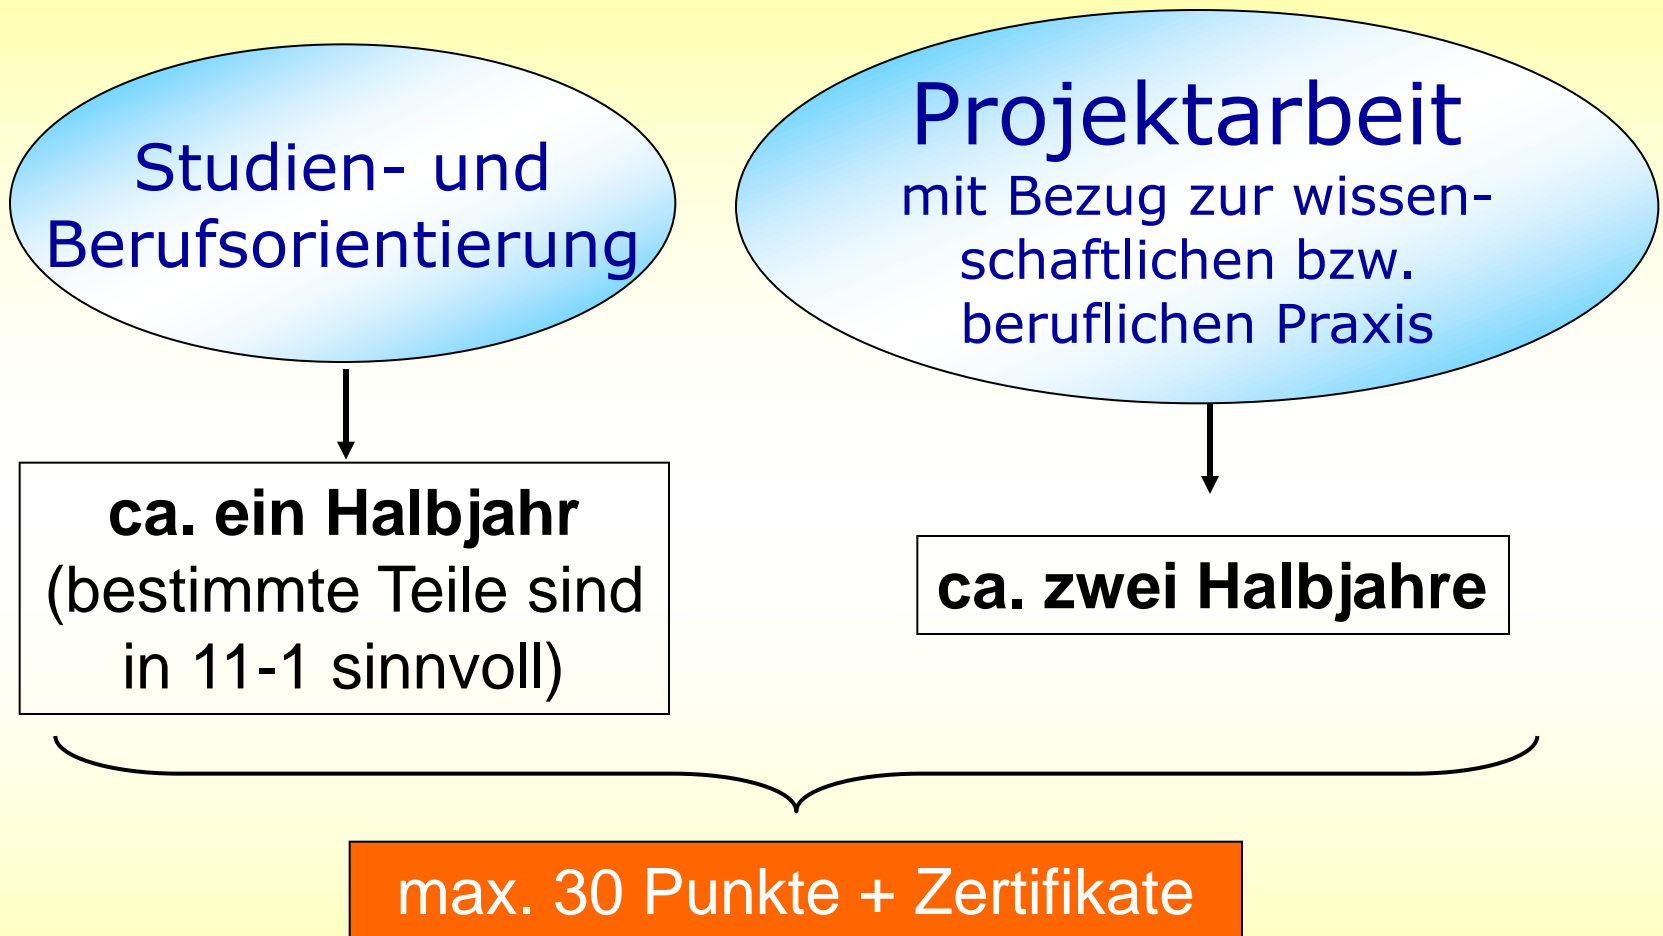 Studien- und
Berufsorientierung
Projektarbeit
mit Bezug zur wissen-
schaftlichen bzw.
beruflichen Praxis
ca. ein Halbjahr
(bestimmte Teile sind
in 11-1 sinnvoll)
ca. zwei Halbjahre
max. 30 Punkte + Zertifikate